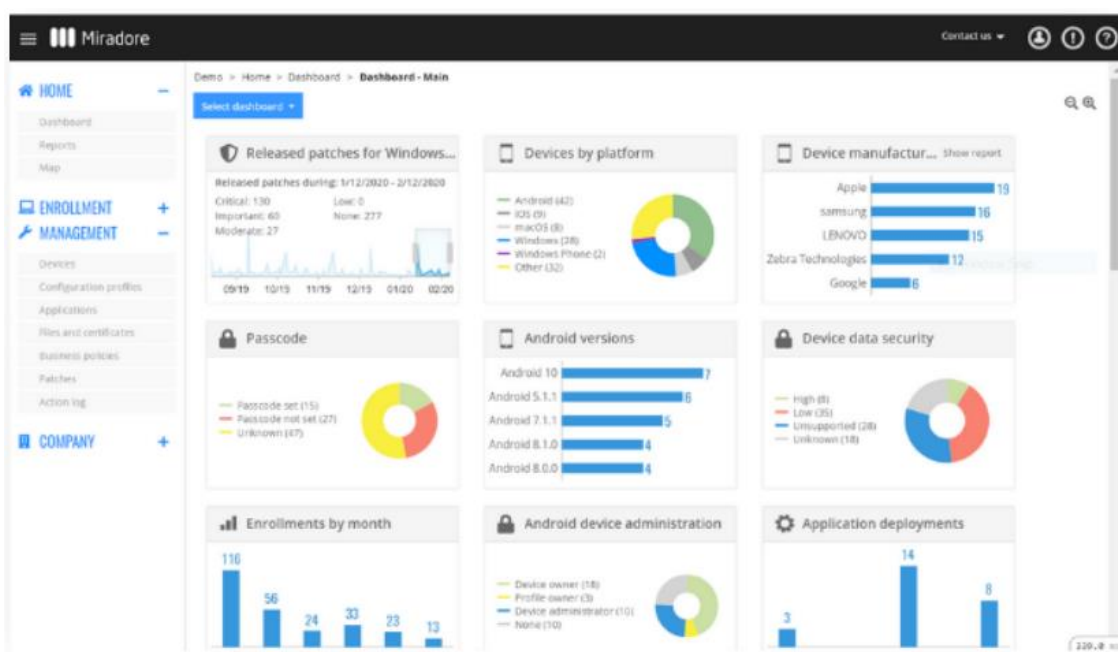 Miradore
Contact us
Demo > Home > Dashboard > Dashboard - Main
Select dashboard
HOME
Dashboard
Reports
Map
ENROLLMENT
MANAGEMENT
Devices
Configuration profiles
Applications
Files and certificates
Business policies
Patches
Action log
COMPANY
Released patches for Windows...
Released patches during: 1/12/2020 - 2/12/2020
Critical: 130 Low: 0
Important: 60 None: 277
Moderate: 27
09/19 10/19 11/19 12/19 01/20 02/20
Devices by platform
Android (42)
iOS (9)
macOS (8)
Windows (28)
Windows Phone (2)
Other (32)
Device manufactur... Show report
Apple 19
samsung 16
LENOVO 15
Zebra Technologies 12
Google 6
Passcode
Passcode set (15)
Passcode not set (27)
Unknown (47)
Android versions
Android 10 7
Android 5.1.1 6
Android 7.1.1 5
Android 8.1.0 4
Android 8.0.0 4
Device data security
High (8)
Low (35)
Unsupported (28)
Unknown (18)
Enrollments by month
116
56
24
33
23
13
Android device administration
Device owner (18)
Profile owner (3)
Device administrator (10)
None (10)
Application deployments
3
14
8